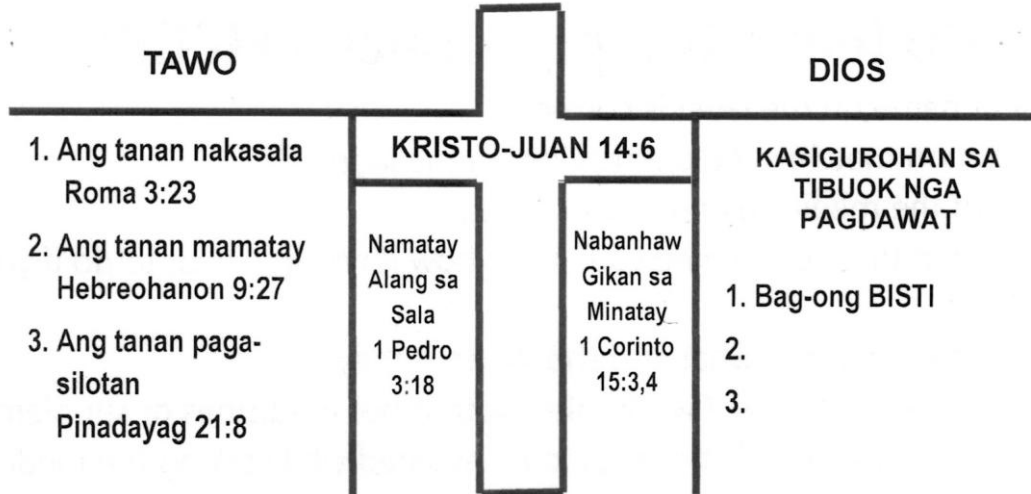 TAWO
DIOS
1. Ang tanan nakasala
Roma 3:23
2. Ang tanan mamatay
Hebreohanon 9:27
3. Ang tanan paga-
silotan
Pinadayag 21:8
KRISTO-JUAN 14:6
Namatay
Alang sa
Sala
1 Pedro
3:18
Nabanhaw
Gikan sa
Minatay
1 Corinto
15:3,4
KASIGUROHAN SA
TIBUOK NGA
PAGDAWAT
1. Bag-ong BISTI
2.
3.